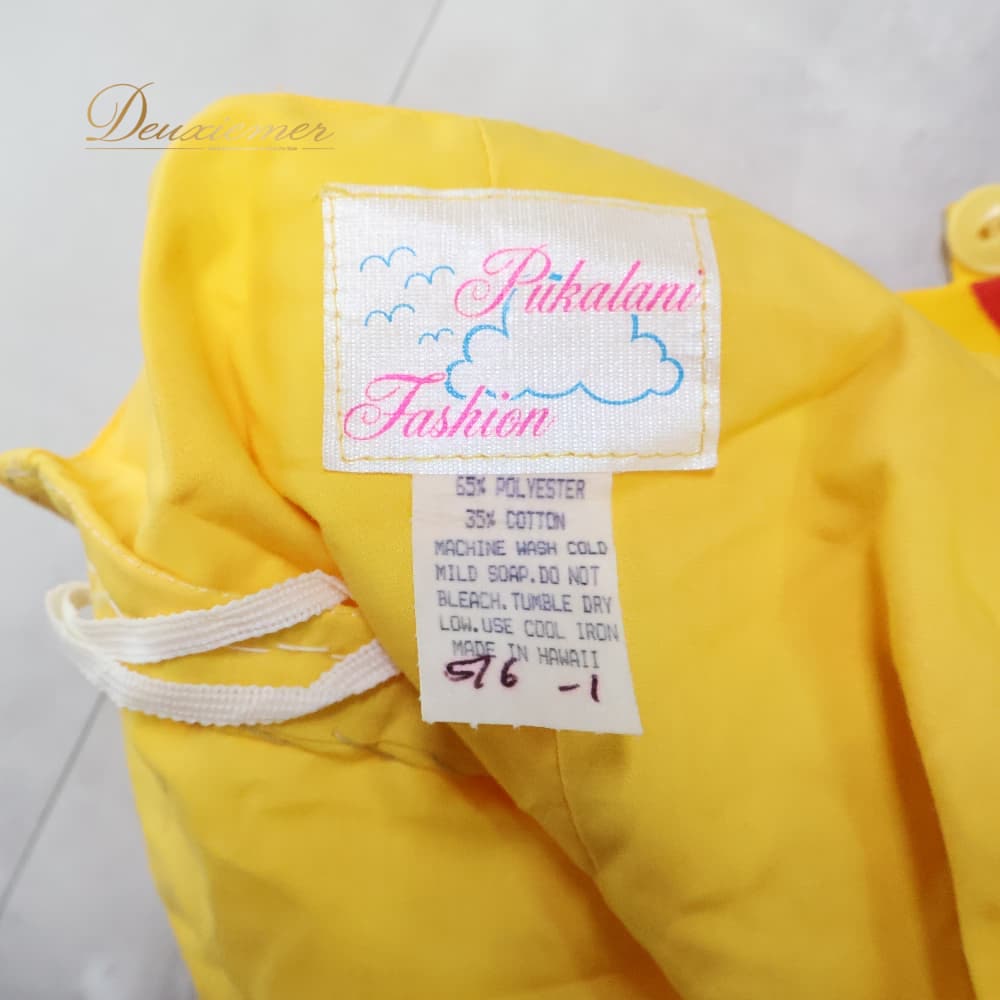 Deuxiemer
Pukalani
Fashion
65% POLYESTER
35% COTTON
MACHINE WASH COLD
MILD SOAP.DO NOT
BLEACH.TUMBLE DRY
LOW.USE COOL IRON
MADE IN HAWAII
576 -1